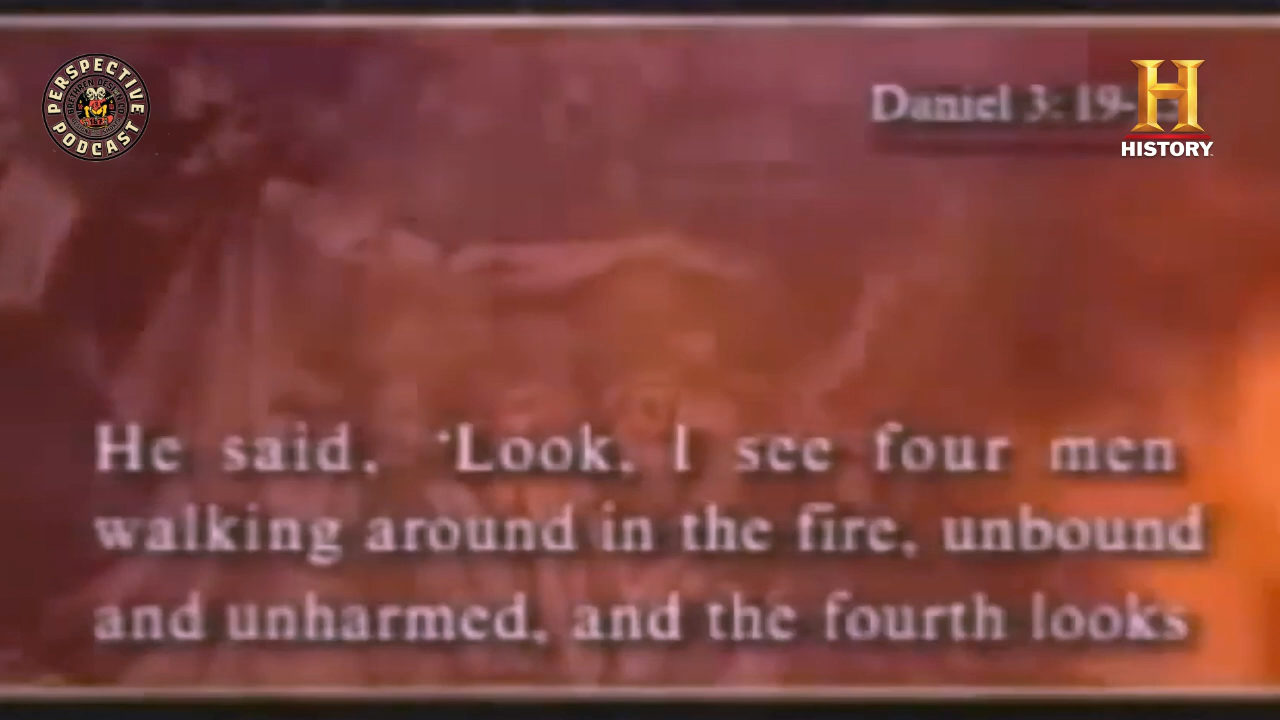 PERSPECTIVE
PODCAST
Daniel 3: 19-
H
HISTORY
He said, 'Look, I see four men
walking around in the fire, unbound
and unharmed, and the fourth looks